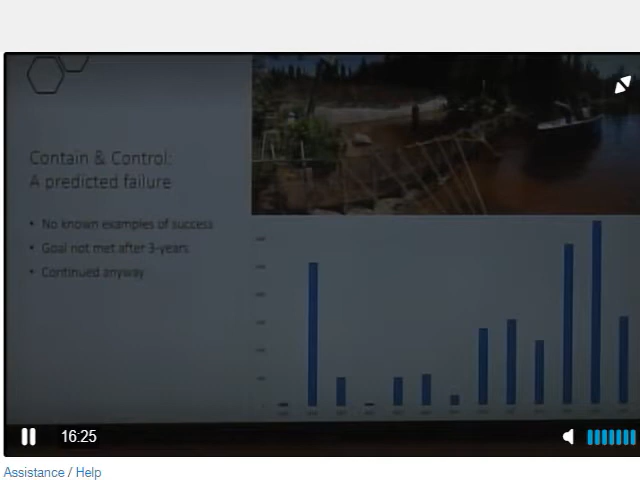 Contain & Control:
A predicted failure
• No known examples of success
• Goal not met after 3-years
• Continued anyway
16:25
Assistance / Help